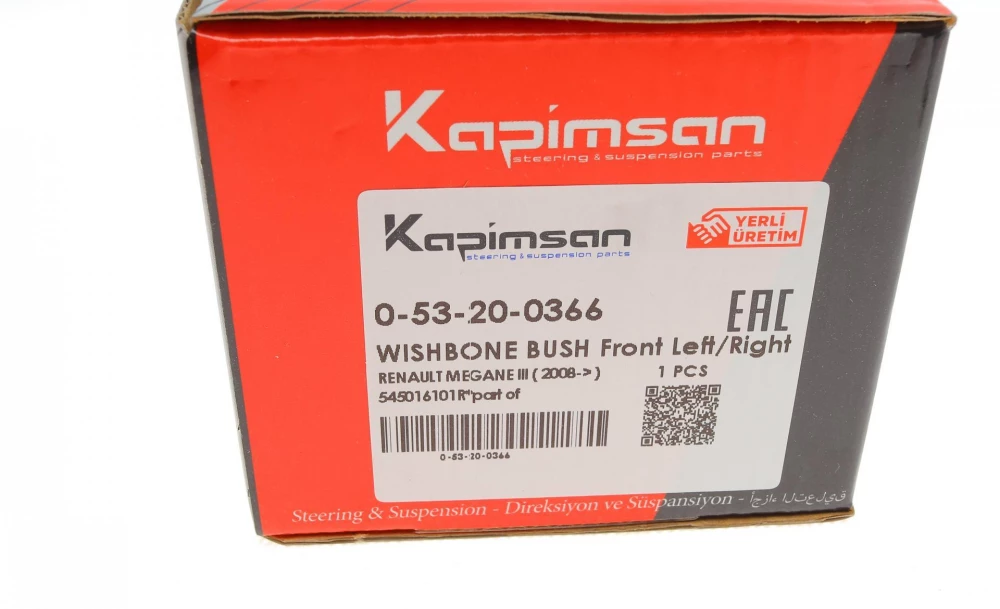 Kapimsan
steering & suspension parts
Kapimsan
steering & suspension parts
YERLİ
ÜRETİM
0-53-20-0366
EAC
WISHBONE BUSH Front Left/Right
RENAULT MEGANE III ( 2008-> )
1 PCS
545016101R*part of
0-53-20-0366
Steering & Suspension - Direksiyon ve Süspansiyon - أجزاء التعليق